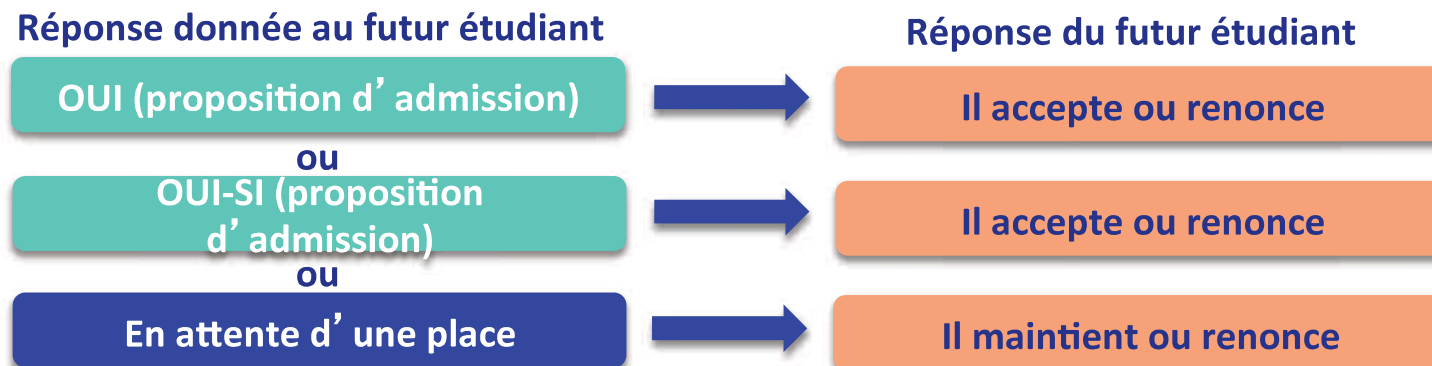 Réponse donnée au futur étudiant
Réponse du futur étudiant
OUI (proposition d’ admission)
Il accepte ou renonce
ou
OUI-SI (proposition
d’ admission)
Il accepte ou renonce
ou
En attente d’ une place
Il maintient ou renonce